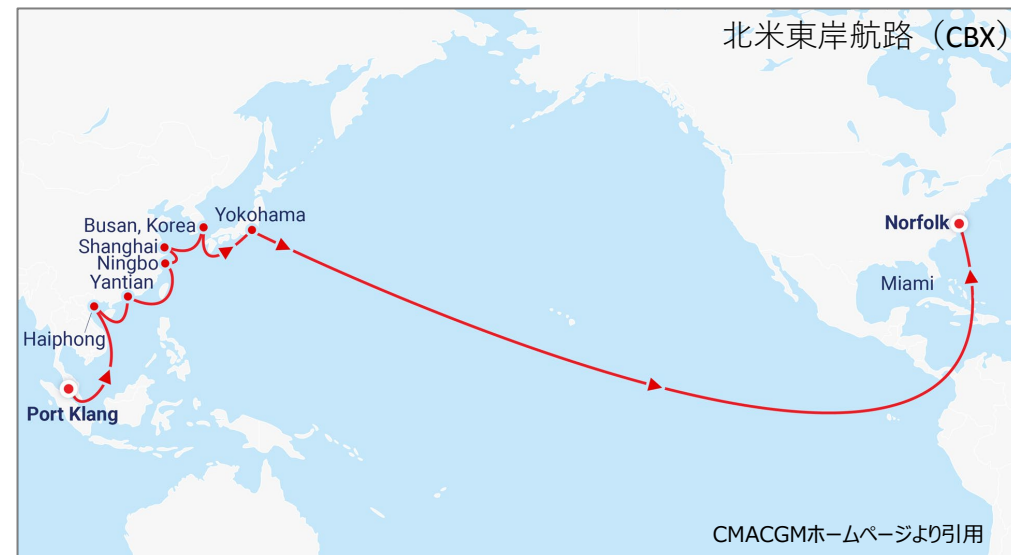 北米東岸航路（CBX）
Busan, Korea
Yokohama
Shanghai
Ningbo
Yantian
Haiphong
Port Klang
Norfolk
Miami
CMACGMホームページより引用